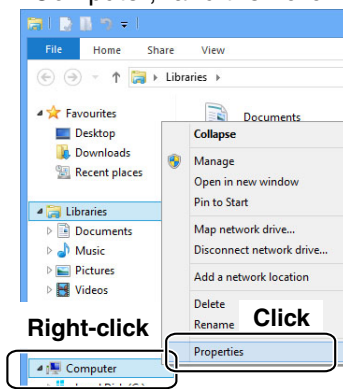 File Home Share View
Libraries
Favourites
Desktop
Downloads
Recent places
Libraries
Documents
Music
Pictures
Videos
Right-click
Computer
Documents
Collapse
Manage
Open in new window
Pin to Start
Map network drive...
Disconnect network drive...
Add a network location
Delete
Rename
Click
Properties